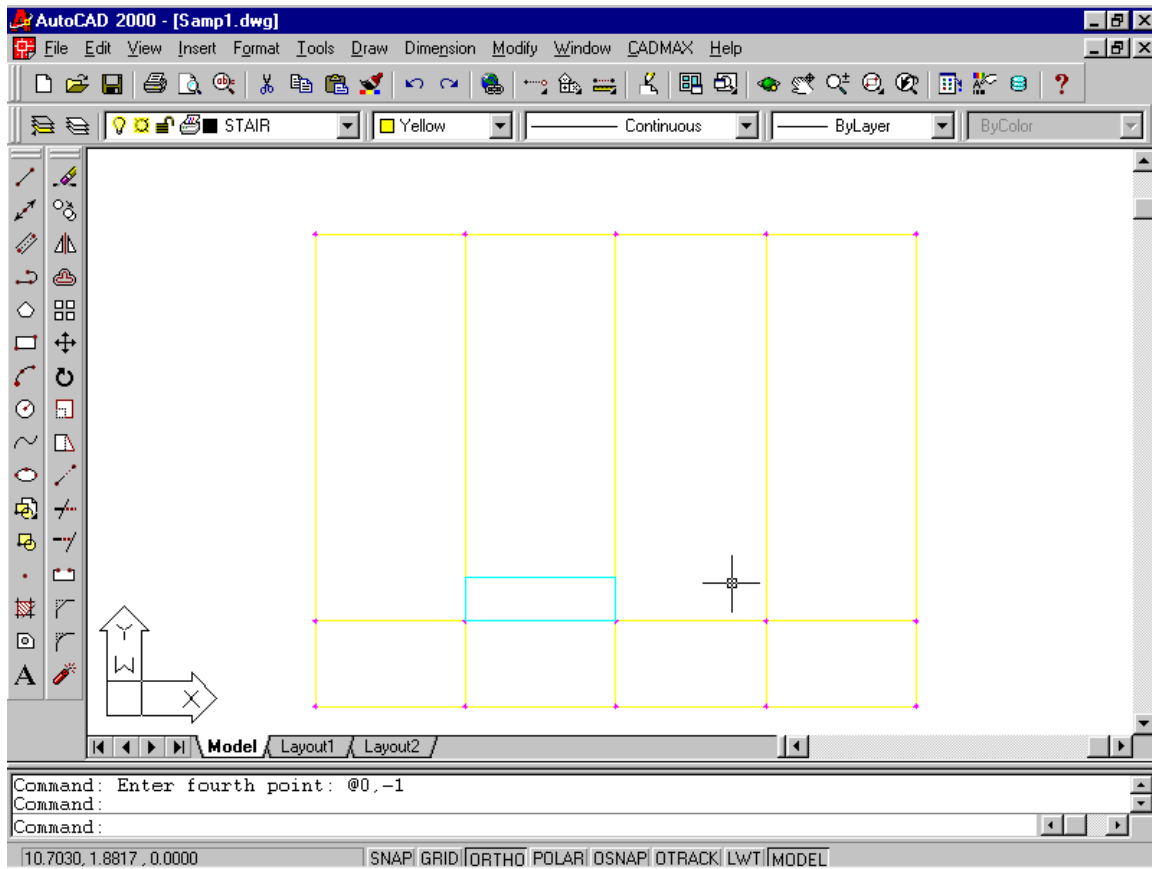 AutoCAD 2000 - [Samp1.dwg]
File Edit View Insert Format Tools Draw Dimension Modify Window CADMAX Help
STAIR Yellow Continuous ByLayer ByColor
A
Y
W
X
Model Layout1 Layout2
Command: Enter fourth point: @0,-1
Command:
Command:
10.7030, 1.8817 , 0.0000 SNAP GRID ORTHO POLAR OSNAP OTRACK LWT MODEL